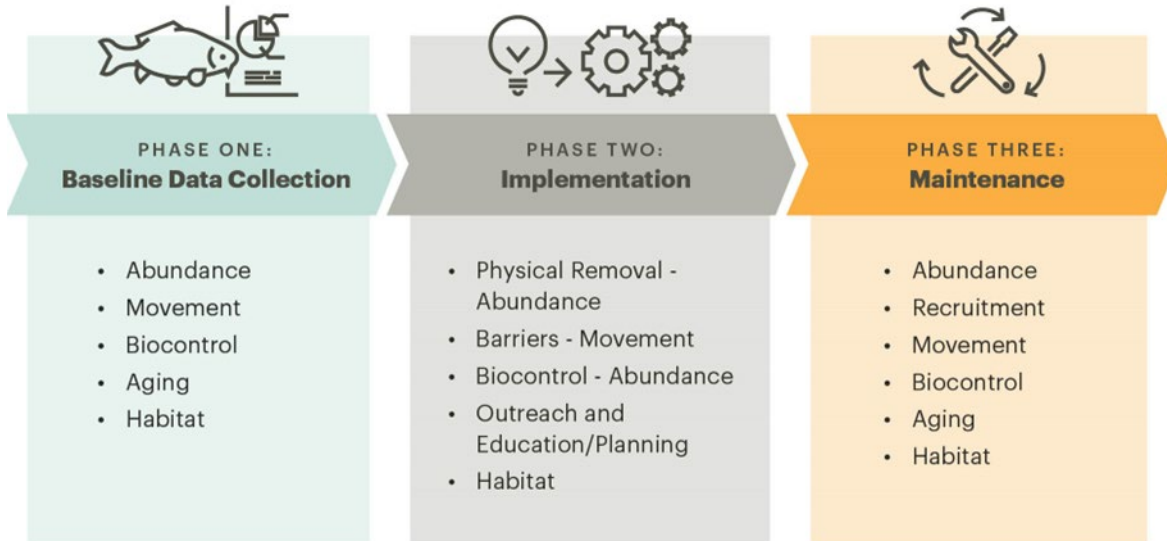 PHASE ONE:
Baseline Data Collection
• Abundance
• Movement
• Biocontrol
• Aging
• Habitat
PHASE TWO:
Implementation
• Physical Removal -
Abundance
• Barriers - Movement
• Biocontrol - Abundance
• Outreach and
Education/Planning
• Habitat
PHASE THREE:
Maintenance
• Abundance
• Recruitment
• Movement
• Biocontrol
• Aging
• Habitat